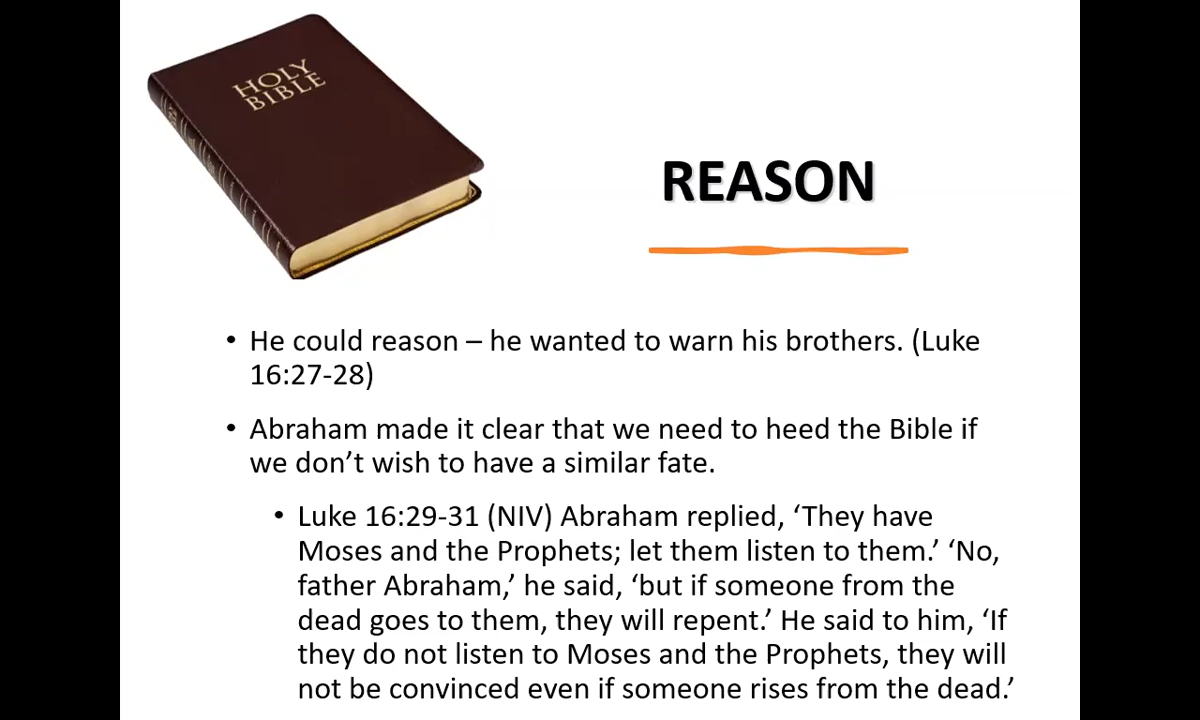 HOLY
BIBLE
REASON
• He could reason – he wanted to warn his brothers. (Luke
16:27-28)
• Abraham made it clear that we need to heed the Bible if
we don’t wish to have a similar fate.
• Luke 16:29-31 (NIV) Abraham replied, ‘They have
Moses and the Prophets; let them listen to them.’ ‘No,
father Abraham,’ he said, ‘but if someone from the
dead goes to them, they will repent.’ He said to him, ‘If
they do not listen to Moses and the Prophets, they will
not be convinced even if someone rises from the dead.’